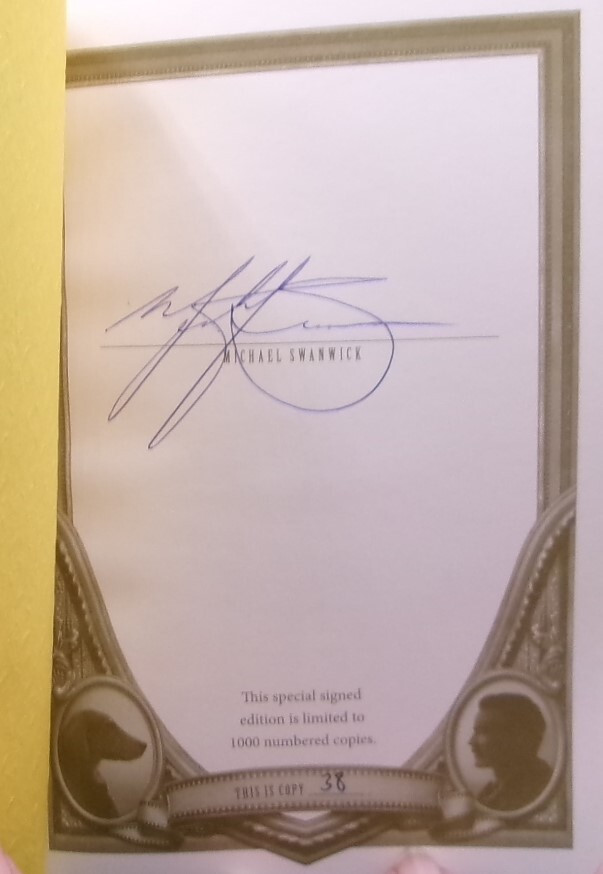 MICHAEL SWANWICK
This special signed
edition is limited to
1000 numbered copies.
THIS IS COPY 38